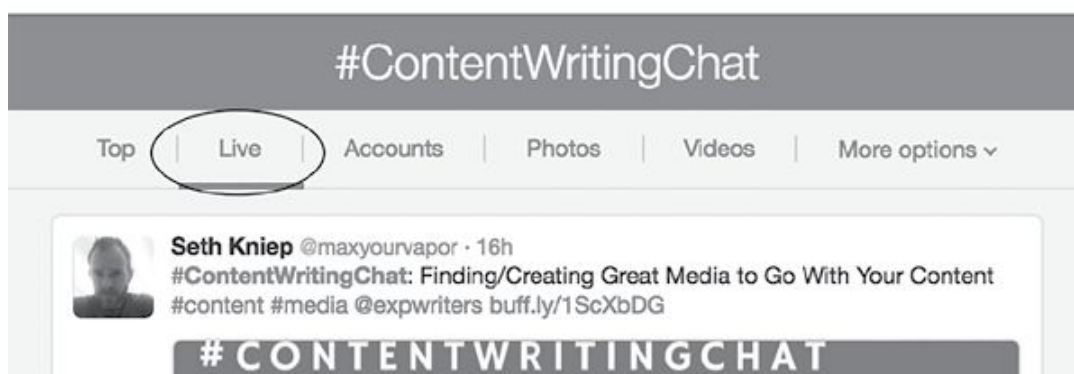 #ContentWritingChat
Top | Live | Accounts | Photos | Videos | More options
Seth Kniep @maxyourvapor · 16h
#ContentWritingChat: Finding/Creating Great Media to Go With Your Content
#content #media @expwriters buff.ly/1ScXbDG
#CONTENTWRITINGCHAT